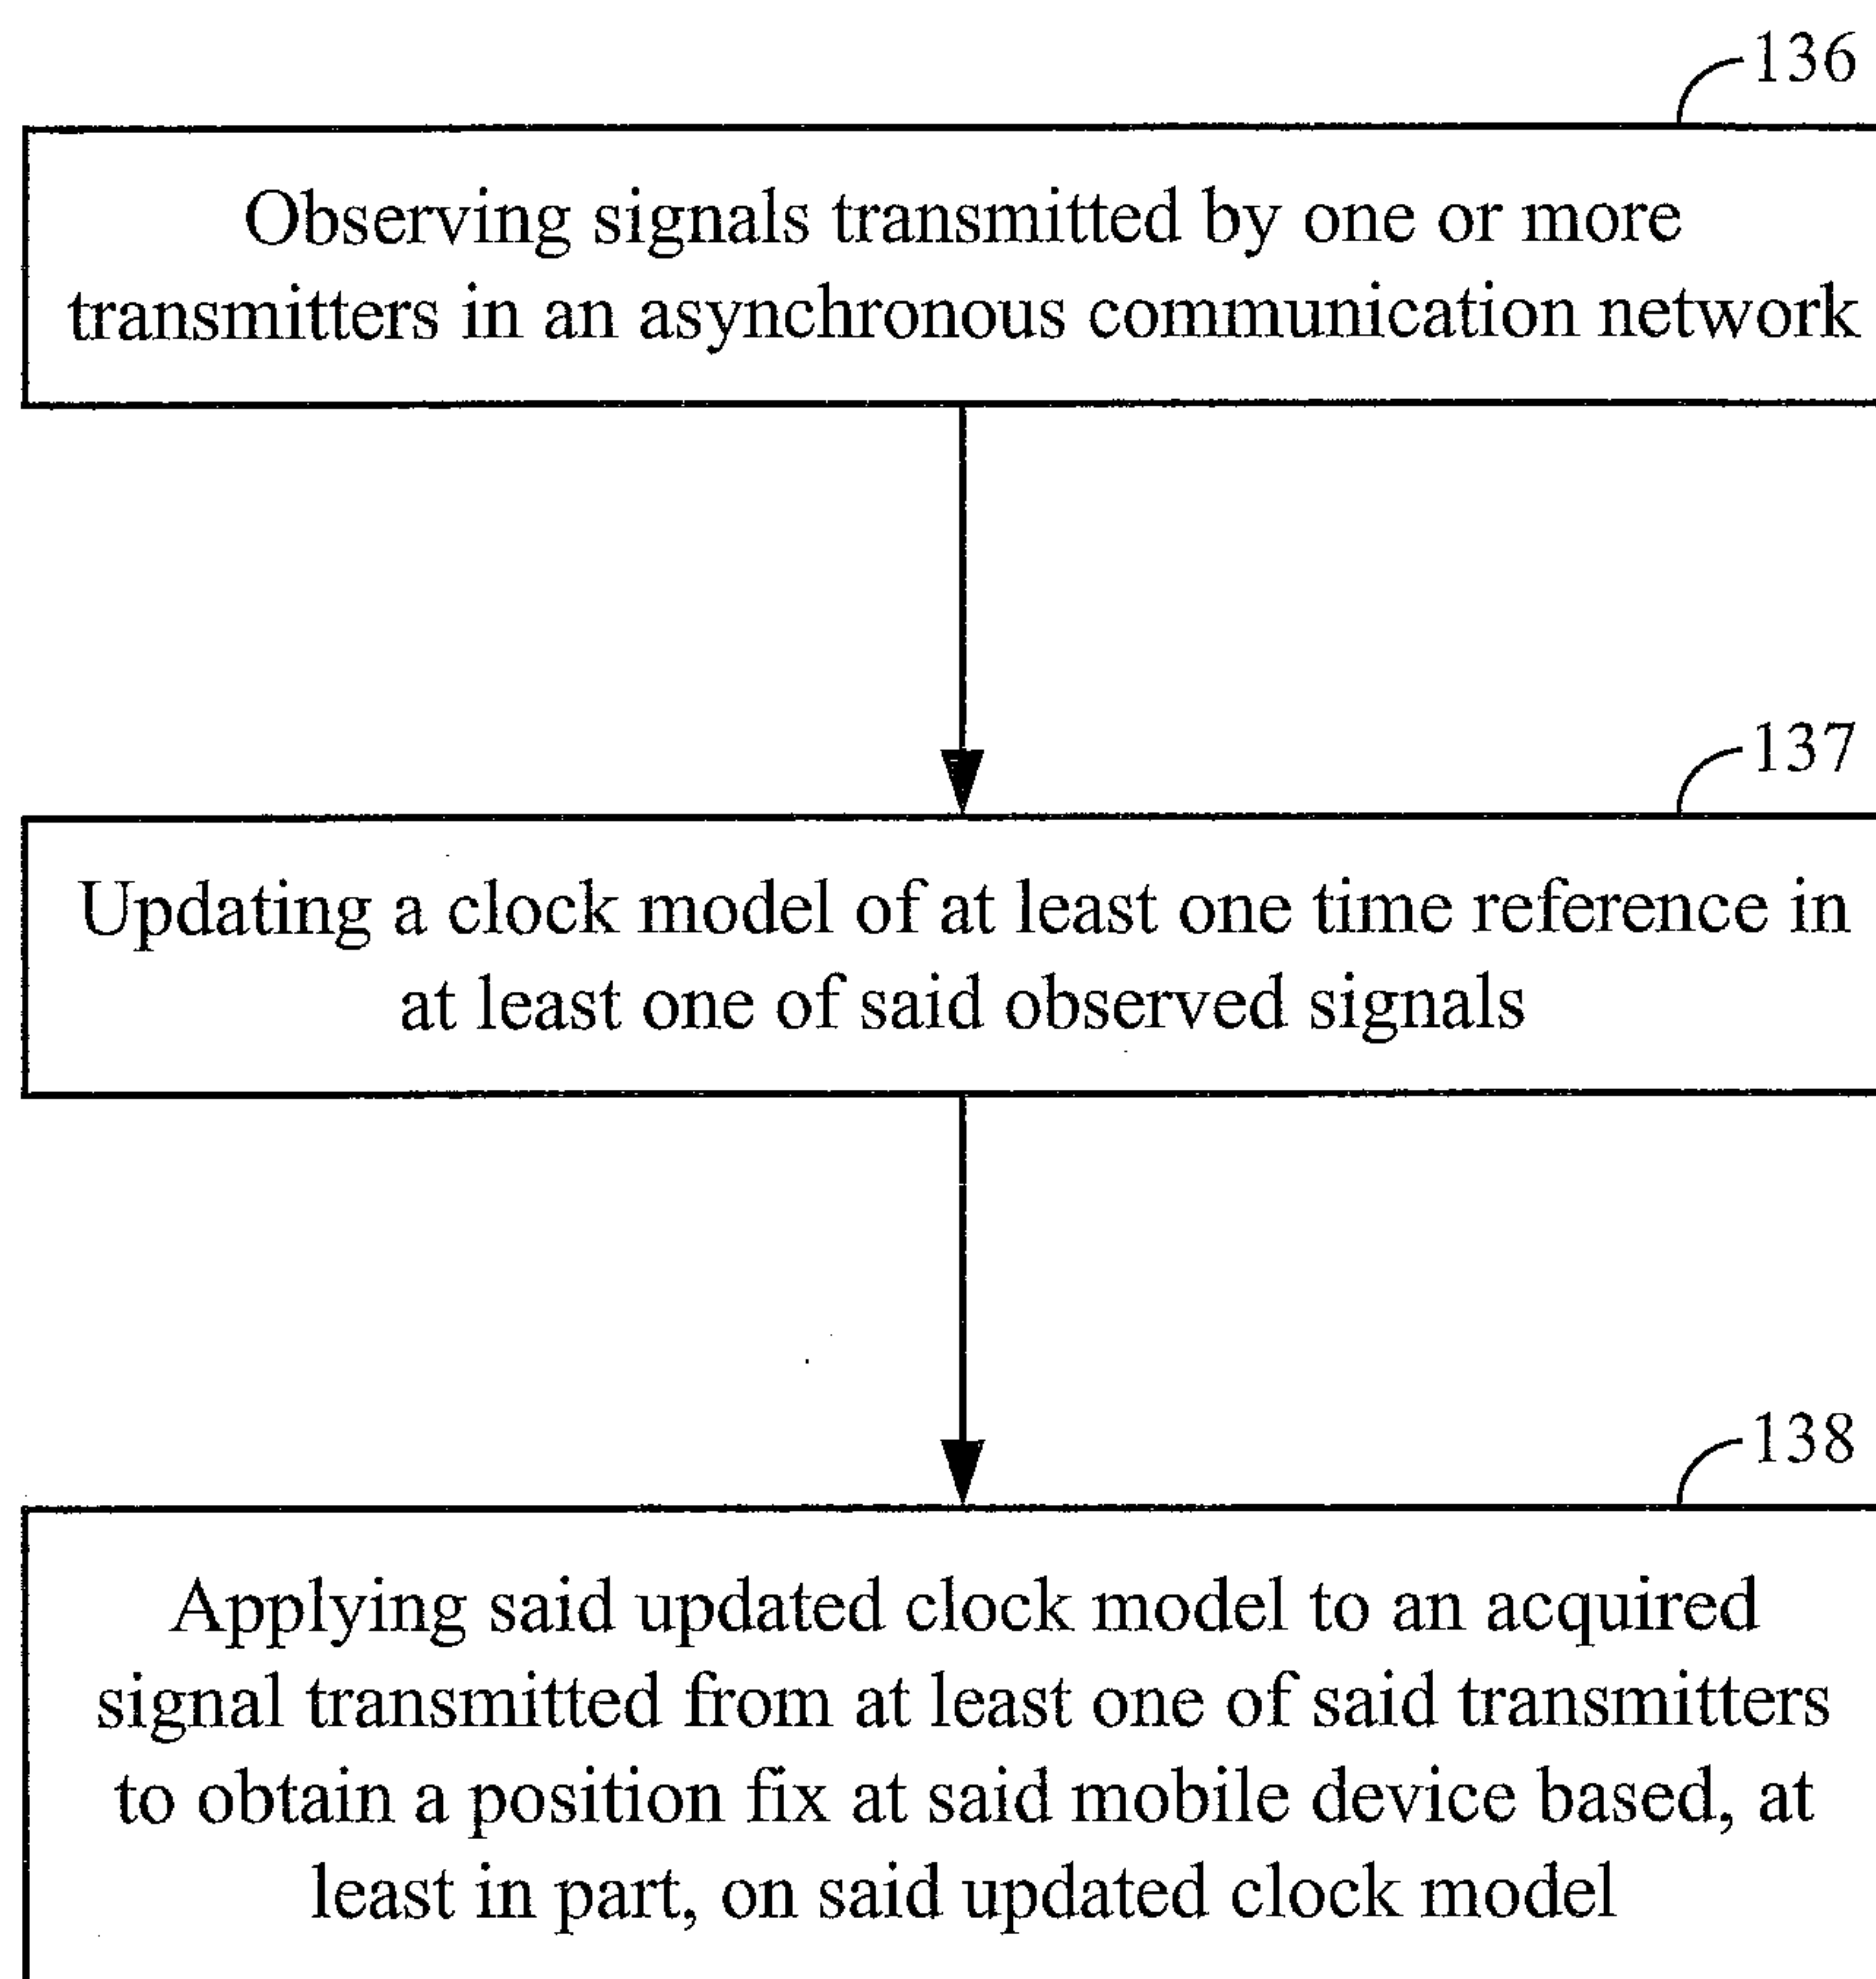 136
Observing signals transmitted by one or more
transmitters in an asynchronous communication network
137
Updating a clock model of at least one time reference in
at least one of said observed signals
138
Applying said updated clock model to an acquired
signal transmitted from at least one of said transmitters
to obtain a position fix at said mobile device based, at
least in part, on said updated clock model